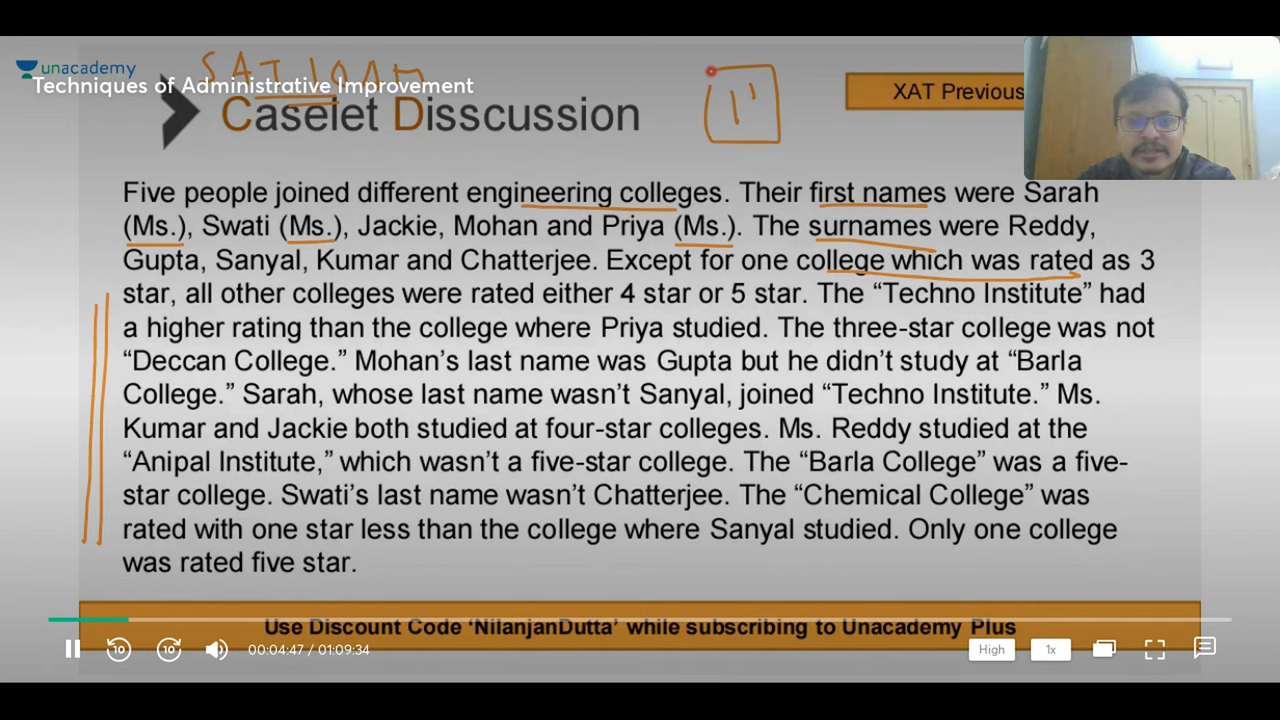 unacademy
SAT 10AM
Techniques of Administrative Improvement
Caselet Disscussion
11'
XAT Previous
Five people joined different engineering colleges. Their first names were Sarah
(Ms.), Swati (Ms.), Jackie, Mohan and Priya (Ms.). The surnames were Reddy,
Gupta, Sanyal, Kumar and Chatterjee. Except for one college which was rated as 3
star, all other colleges were rated either 4 star or 5 star. The “Techno Institute” had
a higher rating than the college where Priya studied. The three-star college was not
“Deccan College.” Mohan’s last name was Gupta but he didn’t study at “Barla
College.” Sarah, whose last name wasn’t Sanyal, joined “Techno Institute.” Ms.
Kumar and Jackie both studied at four-star colleges. Ms. Reddy studied at the
“Anipal Institute,” which wasn’t a five-star college. The “Barla College” was a five-
star college. Swati’s last name wasn’t Chatterjee. The “Chemical College” was
rated with one star less than the college where Sanyal studied. Only one college
was rated five star.
Use Discount Code ‘NilanjanDutta’ while subscribing to Unacademy Plus
10
10
00:04:47 / 01:09:34
High
1x